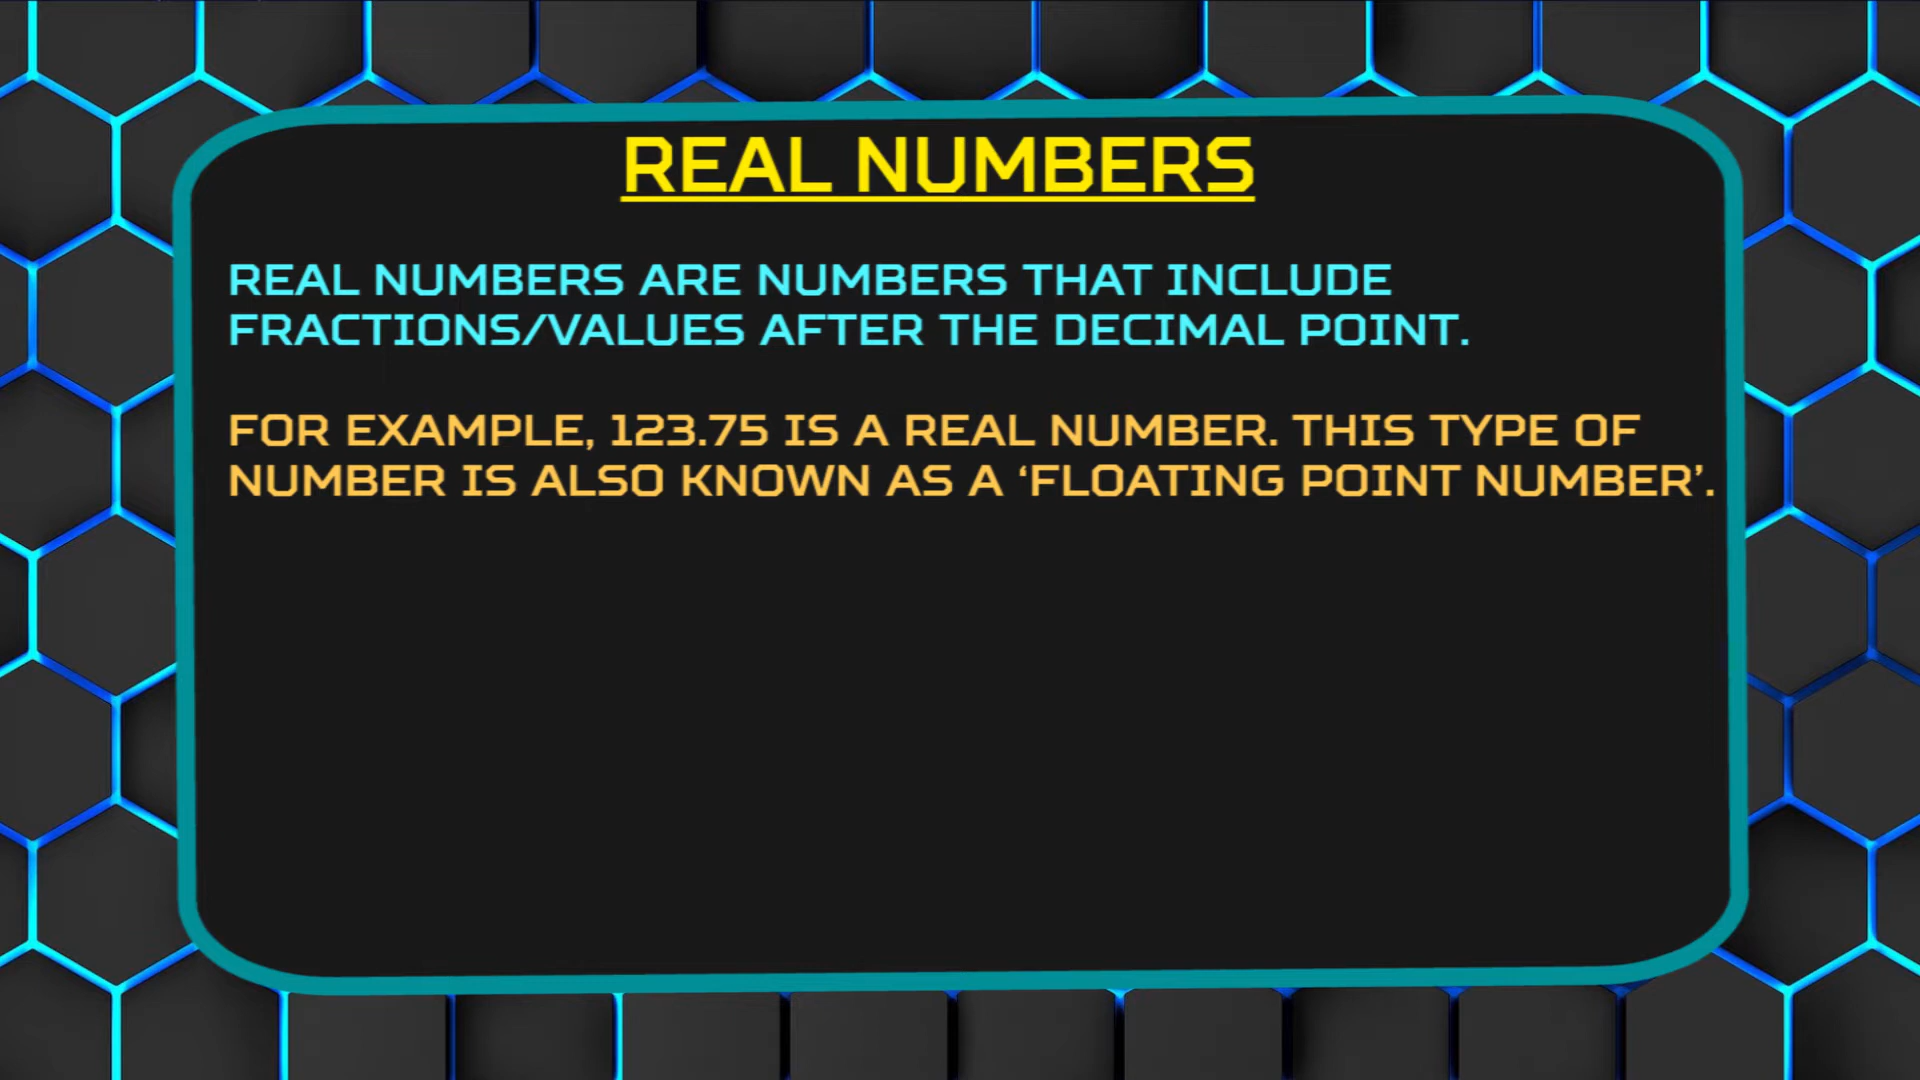 REAL NUMBERS
REAL NUMBERS ARE NUMBERS THAT INCLUDE
FRACTIONS/VALUES AFTER THE DECIMAL POINT.
FOR EXAMPLE, 123.75 IS A REAL NUMBER. THIS TYPE OF
NUMBER IS ALSO KNOWN AS A ‘FLOATING POINT NUMBER’.